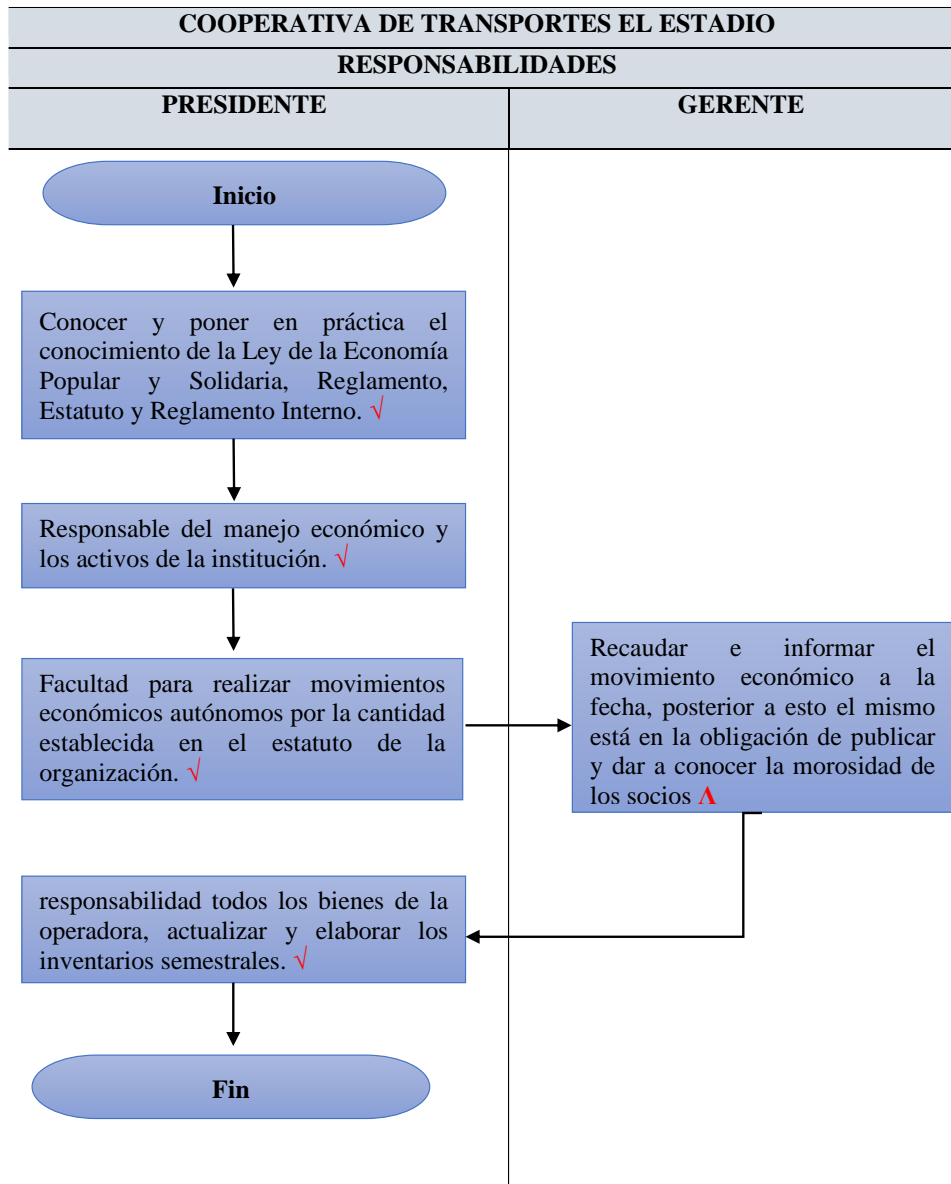 COOPERATIVA DE TRANSPORTES EL ESTADIO
RESPONSABILIDADES
PRESIDENTE
GERENTE
Inicio
Conocer y poner en práctica el
conocimiento de la Ley de la Economía
Popular y Solidaria, Reglamento,
Estatuto y Reglamento Interno. √
Responsable del manejo económico y
los activos de la institución. √
Facultad para realizar movimientos
económicos autónomos por la cantidad
establecida en el estatuto de la
organización. √
Recaudar e informar el
movimiento económico a la
fecha, posterior a esto el mismo
está en la obligación de publicar
y dar a conocer la morosidad de
los socios Λ
responsabilidad todos los bienes de la
operadora, actualizar y elaborar los
inventarios semestrales. √
Fin